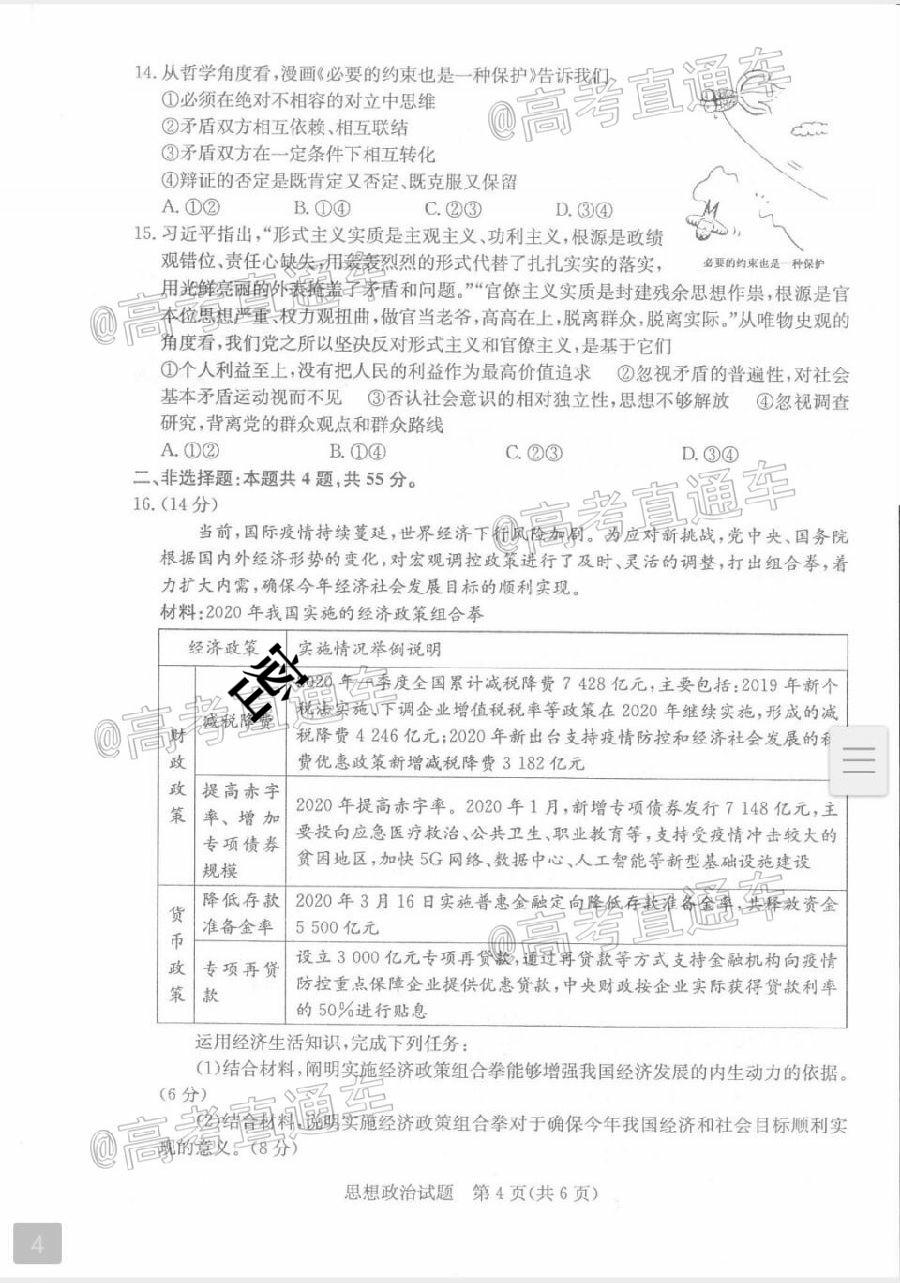 14. 从哲学角度看,漫画《必要的约束也是一种保护》告诉我们
①必须在绝对不相容的对立中思维
②矛盾双方相互依赖、相互联结
③矛盾双方在一定条件下相互转化
④辩证的否定是既肯定又否定、既克服又保留
A. ①② B. ①④ C. ②③ D. ③④
必要的约束也是一种保护
15. 习近平指出,“形式主义实质是主观主义、功利主义,根源是政绩
观错位、责任心缺失,用轰轰烈烈的形式代替了扎扎实实的落实,
用光鲜亮丽的外表掩盖了矛盾和问题。”“官僚主义实质是封建残余思想作祟,根源是官
本位思想严重、权力观扭曲,做官当老爷,高高在上,脱离群众,脱离实际。”从唯物史观的
角度看,我们党之所以坚决反对形式主义和官僚主义,是基于它们
①个人利益至上,没有把人民的利益作为最高价值追求 ②忽视矛盾的普遍性,对社会
基本矛盾运动视而不见 ③否认社会意识的相对独立性,思想不够解放 ④忽视调查
研究,背离党的群众观点和群众路线
A. ①② B. ①④ C. ②③ D. ③④
二、非选择题:本题共 4 题,共 55 分。
16. (14 分)
当前,国际疫情持续蔓延,世界经济下行风险加剧。为应对新挑战,党中央、国务院
根据国内外经济形势的变化,对宏观调控政策进行了及时、灵活的调整,打出组合拳,着
力扩大内需,确保今年经济社会发展目标的顺利实现。
材料:2020 年我国实施的经济政策组合拳
经济政策 实施情况举例说明
财政政策
减税降费
2020 年一季度全国累计减税降费 7 428 亿元,主要包括:2019 年新个
税法实施、下调企业增值税税率等政策在 2020 年继续实施,形成的减
税降费 4 246 亿元;2020 年新出台支持疫情防控和经济社会发展的税
费优惠政策新增减税降费 3 182 亿元
提高赤字
率、增加
专项债券
规模
2020 年提高赤字率。2020 年 1 月,新增专项债券发行 7 148 亿元,主
要投向应急医疗救治、公共卫生、职业教育等,支持受疫情冲击较大的
贫困地区,加快 5G 网络、数据中心、人工智能等新型基础设施建设
货币政策
降低存款
准备金率
2020 年 3 月 16 日实施普惠金融定向降低存款准备金率,共释放资金
5 500 亿元
专项再贷
款
设立 3 000 亿元专项再贷款,通过再贷款等方式支持金融机构向疫情
防控重点保障企业提供优惠贷款,中央财政按企业实际获得贷款利率
的 50%进行贴息
密
运用经济生活知识,完成下列任务:
(1)结合材料,阐明实施经济政策组合拳能够增强我国经济发展的内生动力的依据。
(6 分)
(2)结合材料,说明实施经济政策组合拳对于确保今年我国经济和社会目标顺利实
现的意义。(8 分)
思想政治试题 第 4 页(共 6 页)
4
@高考直通车
@高考直通车
@高考直通车
@高考直通车
@高考直通车
@高考直通车